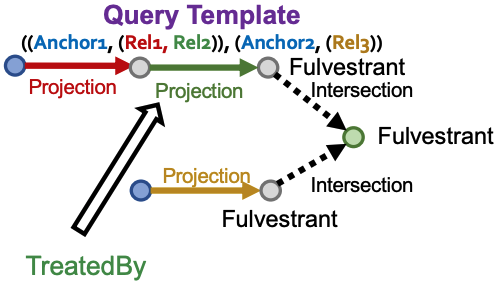 Query Template
((Anchor1, (Rel1, Rel2)), (Anchor2, (Rel3))
Fulvestrant
Projection
Projection
Intersection
Fulvestrant
Projection
Intersection
Fulvestrant
TreatedBy